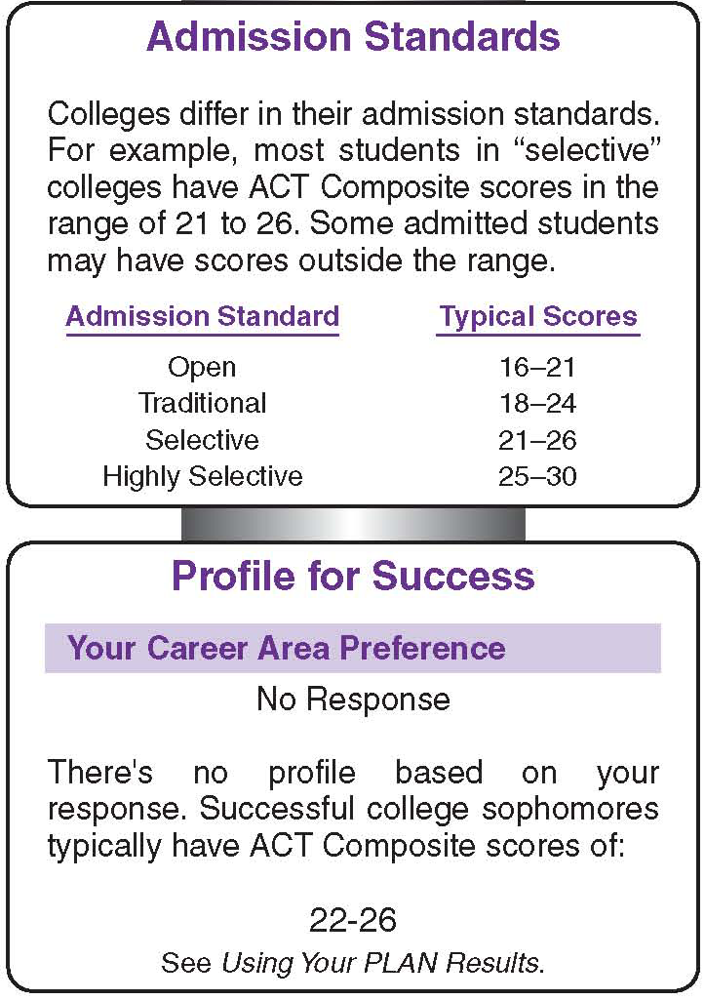 Admission Standards
Colleges differ in their admission standards.
For example, most students in “selective”
colleges have ACT Composite scores in the
range of 21 to 26. Some admitted students
may have scores outside the range.
Admission Standard Typical Scores
Open 16–21
Traditional 18–24
Selective 21–26
Highly Selective 25–30
Profile for Success
Your Career Area Preference
No Response
There's no profile based on your
response. Successful college sophomores
typically have ACT Composite scores of:
22-26
See Using Your PLAN Results.